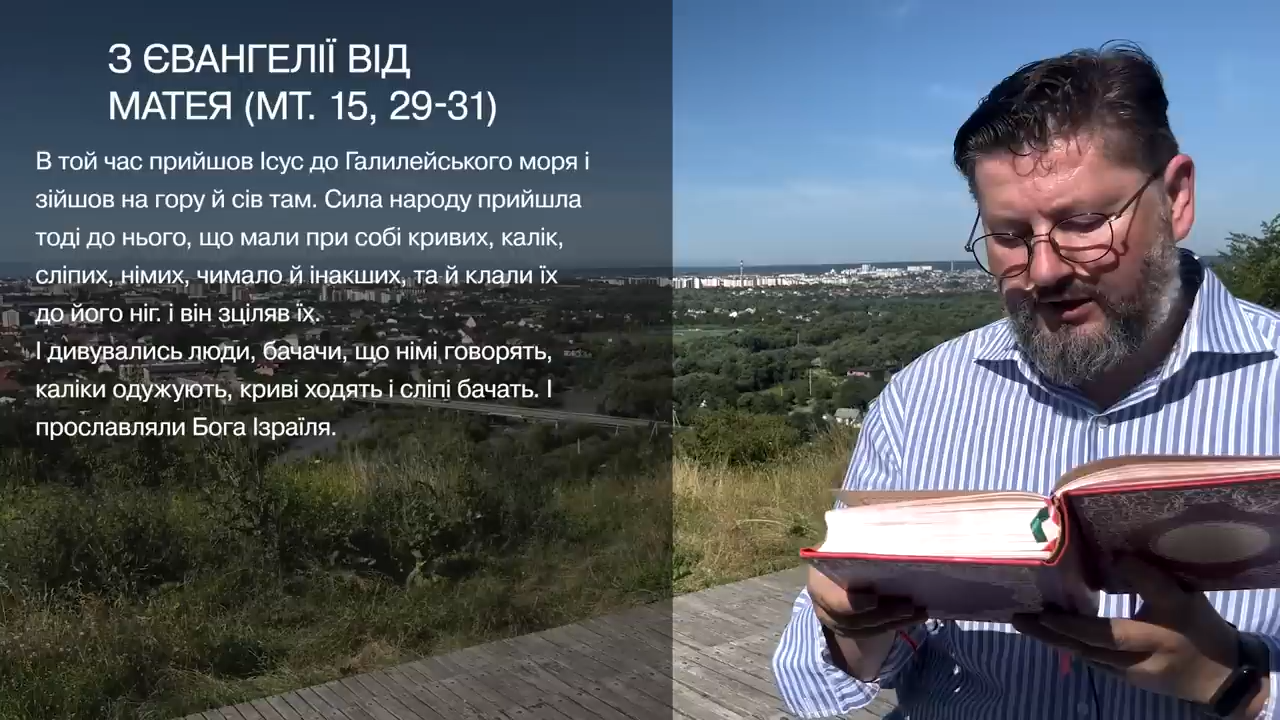 З ЄВАНГЕЛІЇ ВІД
МАТЕЯ (МТ. 15, 29-31)
В той час прийшов Ісус до Галилейського моря і
зійшов на гору й сів там. Сила народу прийшла
тоді до нього, що мали при собі кривих, калік,
сліпих, німих, чимало й інакших, та й клали їх
до його ніг. і він зціляв їх.
І дивувались люди, бачачи, що німі говорять,
каліки одужують, криві ходять і сліпі бачать. І
прославляли Бога Ізраїля.